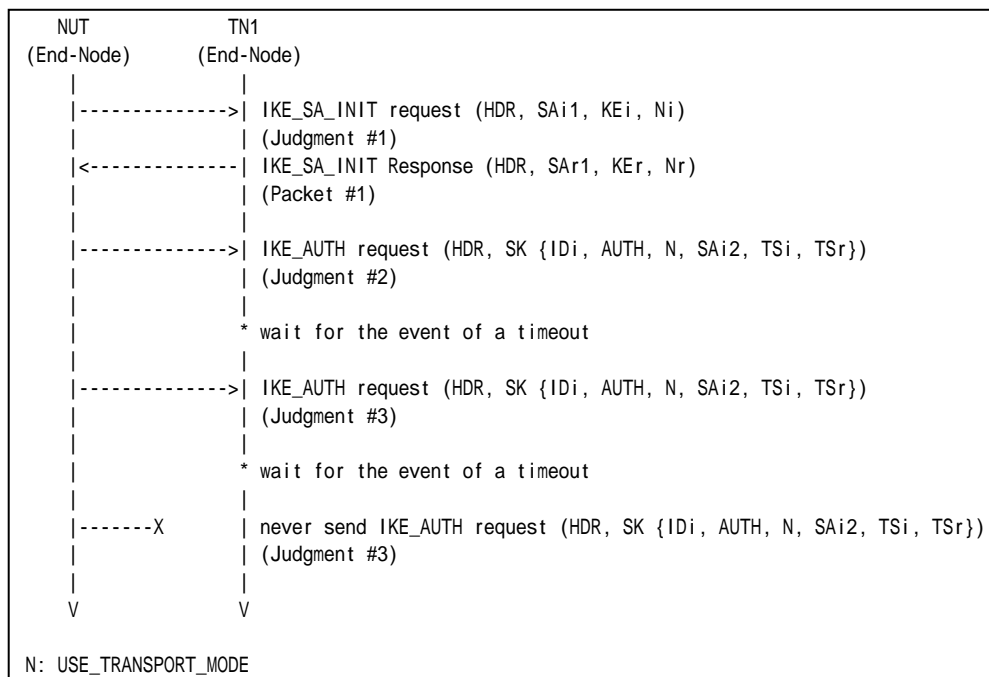 NUT TN1
(End-Node) (End-Node)
| |
|-------------->| IKE_SA_INIT request (HDR, SAi1, KEi, Ni)
| | (Judgment #1)
|<--------------| IKE_SA_INIT Response (HDR, SAr1, KEr, Nr)
| | (Packet #1)
| |
|-------------->| IKE_AUTH request (HDR, SK {IDi, AUTH, N, SAi2, TSi, TSr})
| | (Judgment #2)
| |
| * wait for the event of a timeout
| |
|-------------->| IKE_AUTH request (HDR, SK {IDi, AUTH, N, SAi2, TSi, TSr})
| | (Judgment #3)
| |
| * wait for the event of a timeout
| |
|-------X | never send IKE_AUTH request (HDR, SK {IDi, AUTH, N, SAi2, TSi, TSr})
| | (Judgment #3)
| |
V V
N: USE_TRANSPORT_MODE